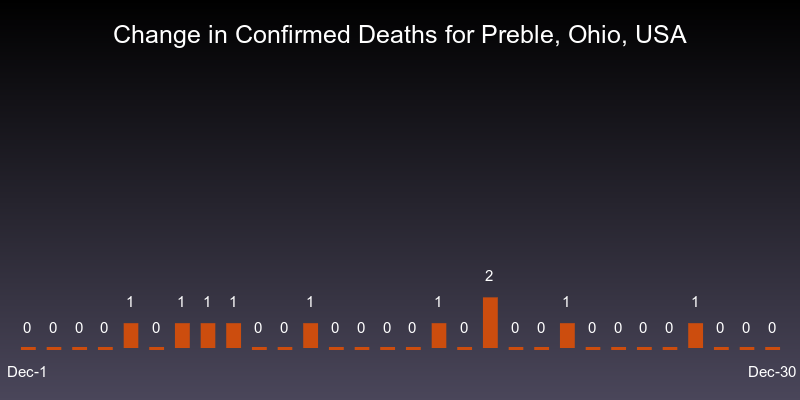 Change in Confirmed Deaths for Preble, Ohio, USA
2
1 1 1 1 1 1 1 1
0 0 0 0 0 0 0 0 0 0 0 0 0 0 0 0 0 0 0 0 0
Dec-1 Dec-30